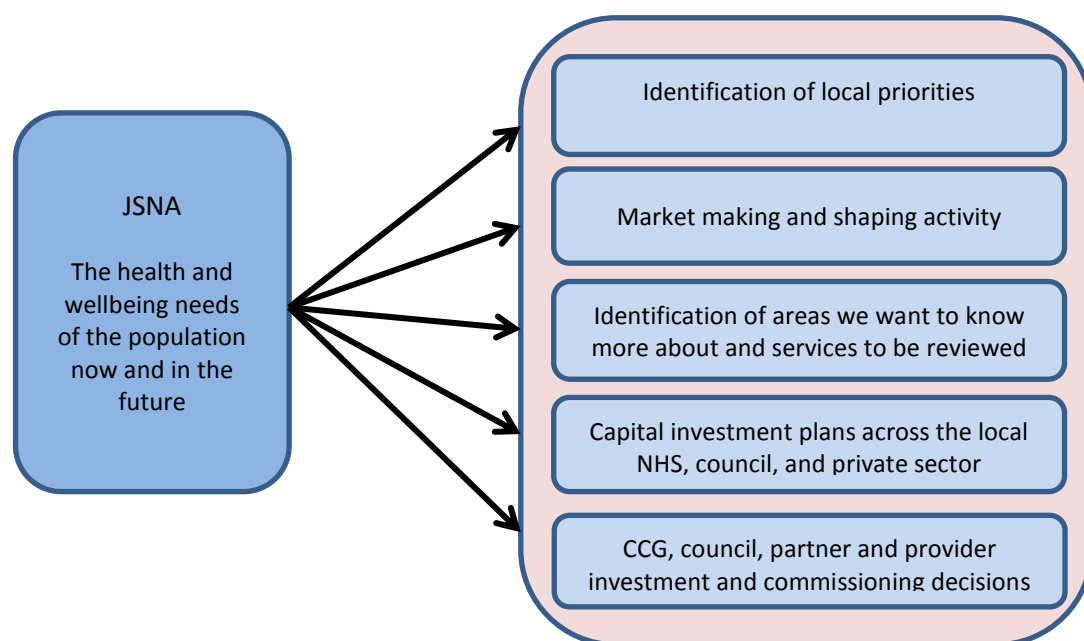 JSNA
The health and
wellbeing needs
of the population
now and in the
future
Identification of local priorities
Market making and shaping activity
Identification of areas we want to know
more about and services to be reviewed
Capital investment plans across the local
NHS, council, and private sector
CCG, council, partner and provider
investment and commissioning decisions